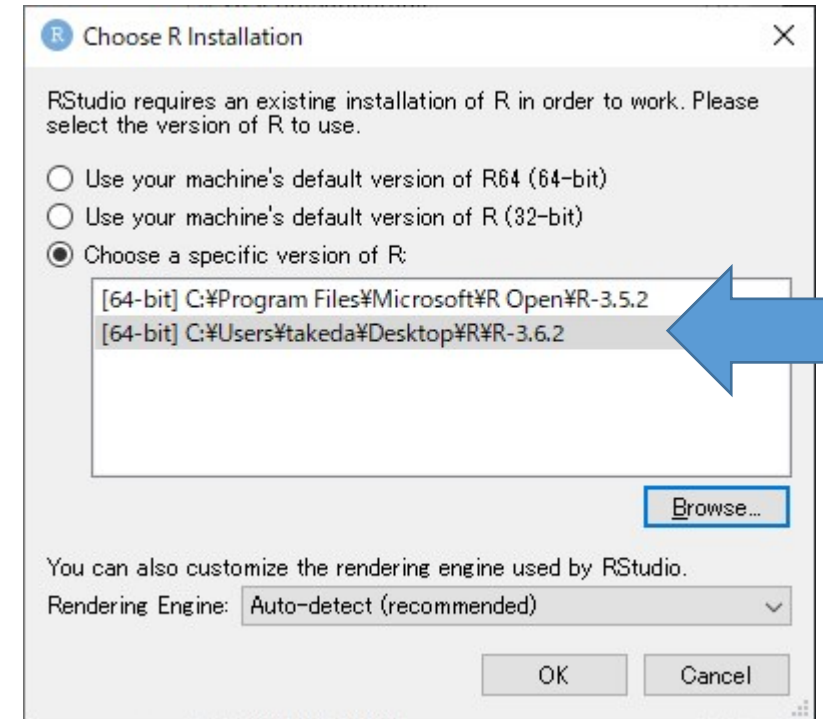 Choose R Installation
RStudio requires an existing installation of R in order to work. Please
select the version of R to use.
Use your machine's default version of R64 (64-bit)
Use your machine's default version of R (32-bit)
Choose a specific version of R:
[64-bit] C:¥Program Files¥Microsoft¥R Open¥R-3.5.2
[64-bit] C:¥Users¥takeda¥Desktop¥R¥R-3.6.2
Browse...
You can also customize the rendering engine used by RStudio.
Rendering Engine: Auto-detect (recommended)
OK Cancel